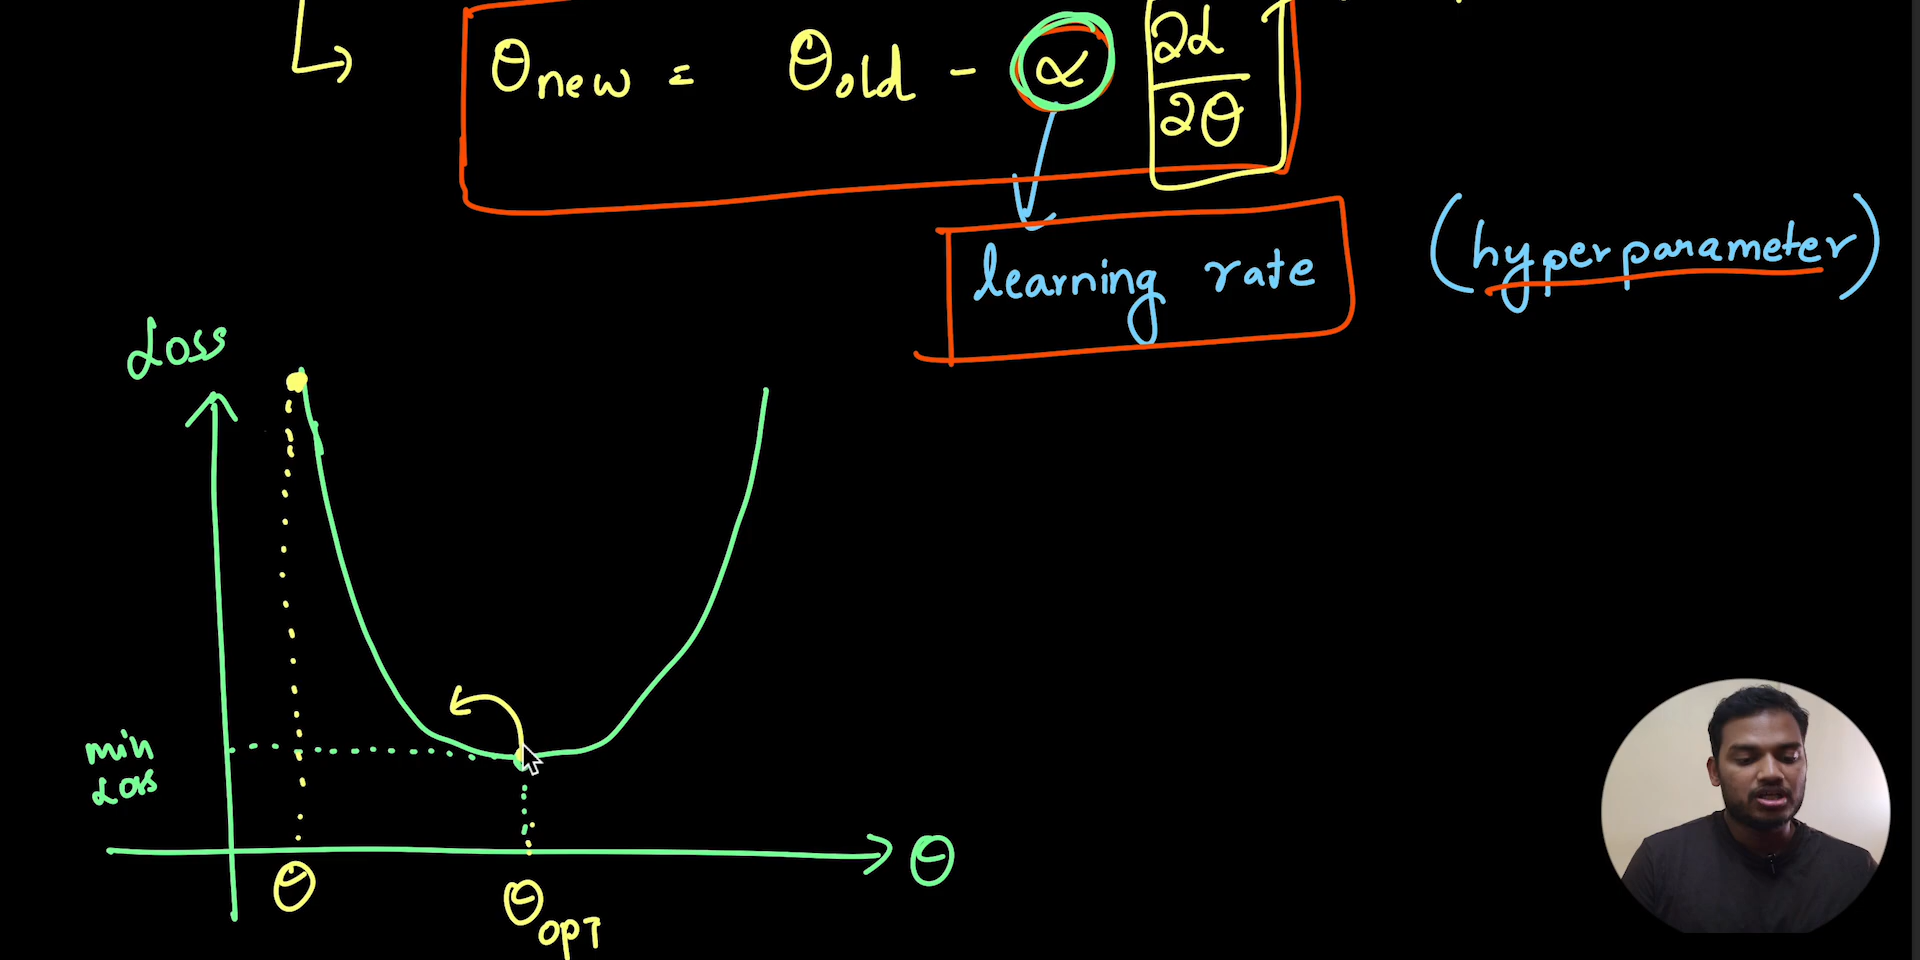 θnew = θold - α ∂L/∂θ
learning rate
(hyperparameter)
Loss
min
Loss
θ
θ
θopt